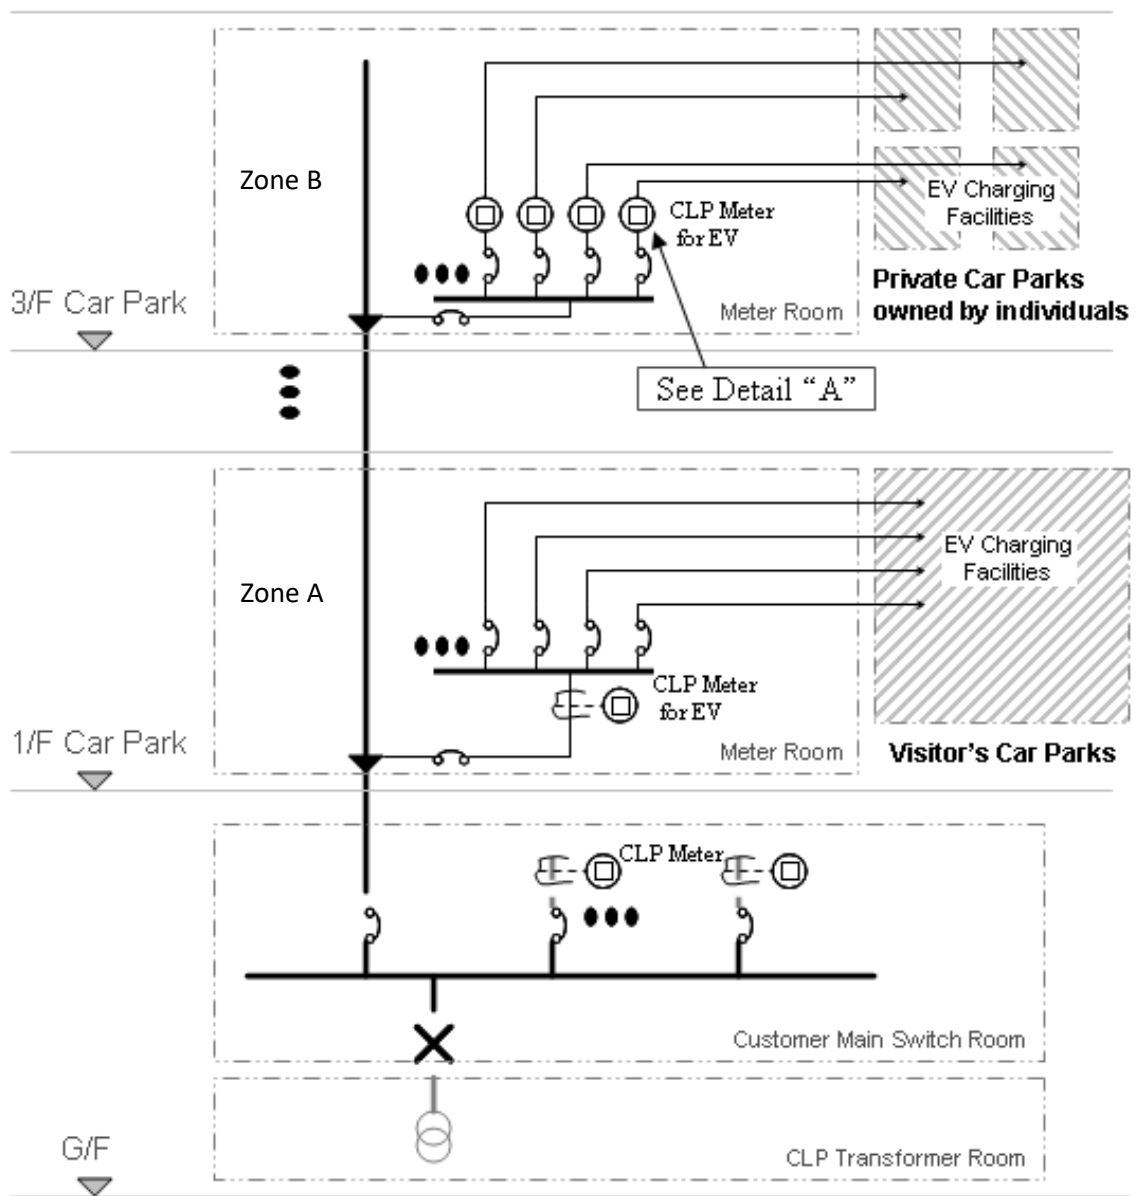 Zone B
CLP Meter
for EV
EV Charging
Facilities
3/F Car Park
Meter Room
Private Car Parks
owned by individuals
See Detail “A”
Zone A
EV Charging
Facilities
CLP Meter
for EV
1/F Car Park
Meter Room
Visitor's Car Parks
CLP Meter
Customer Main Switch Room
G/F
CLP Transformer Room